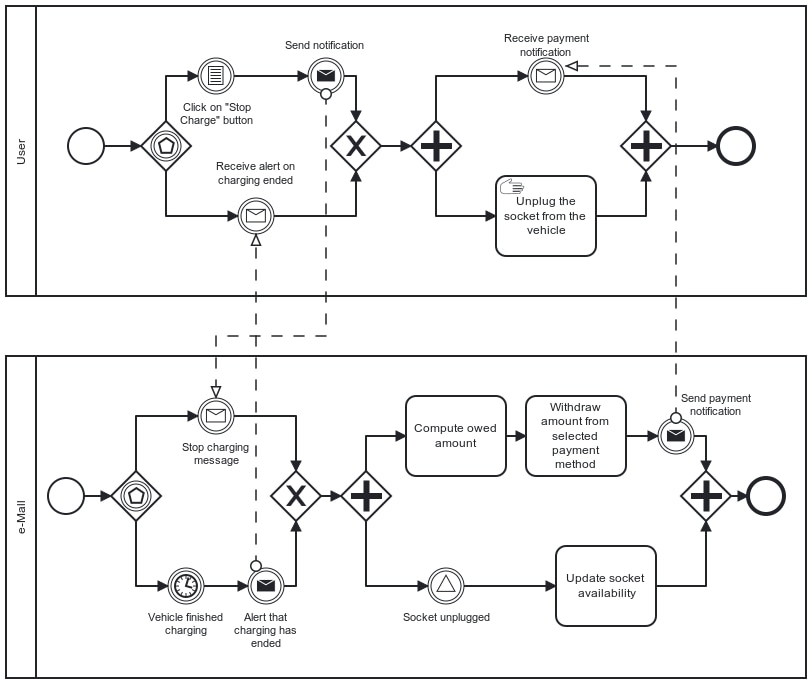 User
Send notification
Click on "Stop
Charge" button
Receive alert on
charging ended
Receive payment
notification
Unplug the
socket from the
vehicle
e-Mall
Stop charging
message
Vehicle finished
charging
Alert that
charging has
ended
Compute owed
amount
Withdraw
amount from
selected
payment
method
Send payment
notification
Socket unplugged
Update socket
availability